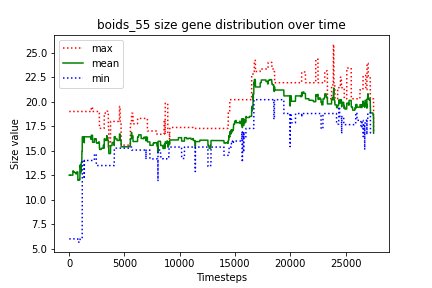 boids_55 size gene distribution over time
max
mean
min
Size value
25.0
22.5
20.0
17.5
15.0
12.5
10.0
7.5
5.0
0 5000 10000 15000 20000 25000
Timesteps